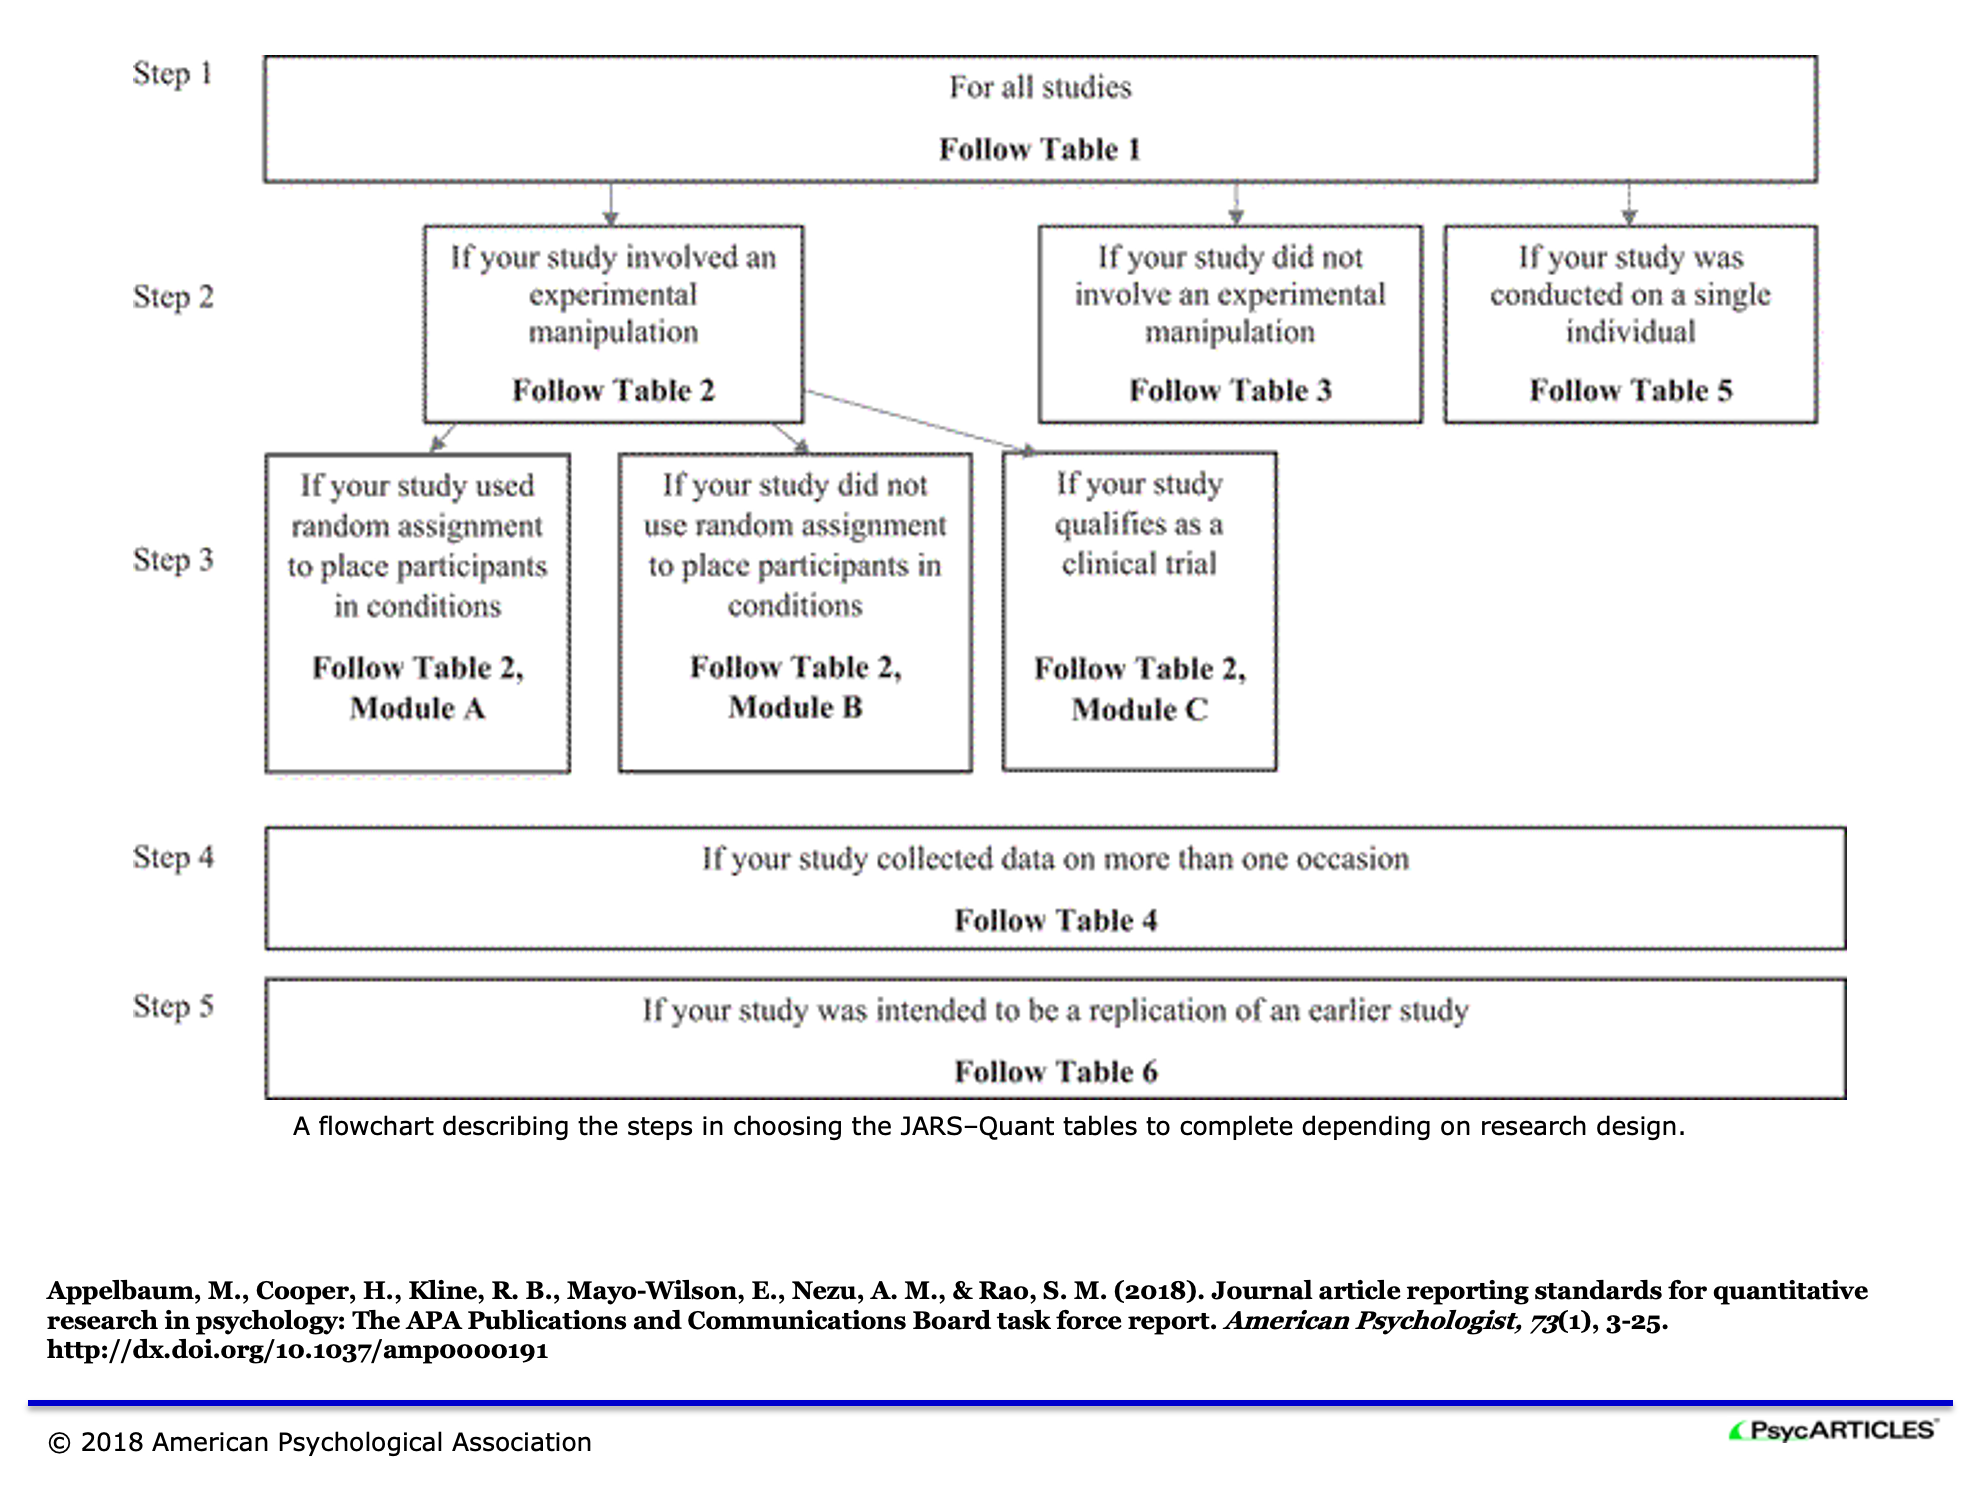 Step 1
For all studies
Follow Table 1
Step 2
If your study involved an
experimental
manipulation
Follow Table 2
If your study did not
involve an experimental
manipulation
Follow Table 3
If your study was
conducted on a single
individual
Follow Table 5
Step 3
If your study used
random assignment
to place participants
in conditions
Follow Table 2,
Module A
If your study did not
use random assignment
to place participants in
conditions
Follow Table 2,
Module B
If your study
qualifies as a
clinical trial
Follow Table 2,
Module C
Step 4
If your study collected data on more than one occasion
Follow Table 4
Step 5
If your study was intended to be a replication of an earlier study
Follow Table 6
A flowchart describing the steps in choosing the JARS–Quant tables to complete depending on research design.
Appelbaum, M., Cooper, H., Kline, R. B., Mayo-Wilson, E., Nezu, A. M., & Rao, S. M. (2018). Journal article reporting standards for quantitative
research in psychology: The APA Publications and Communications Board task force report. American Psychologist, 73(1), 3-25.
http://dx.doi.org/10.1037/amp0000191
© 2018 American Psychological Association
PsycARTICLES